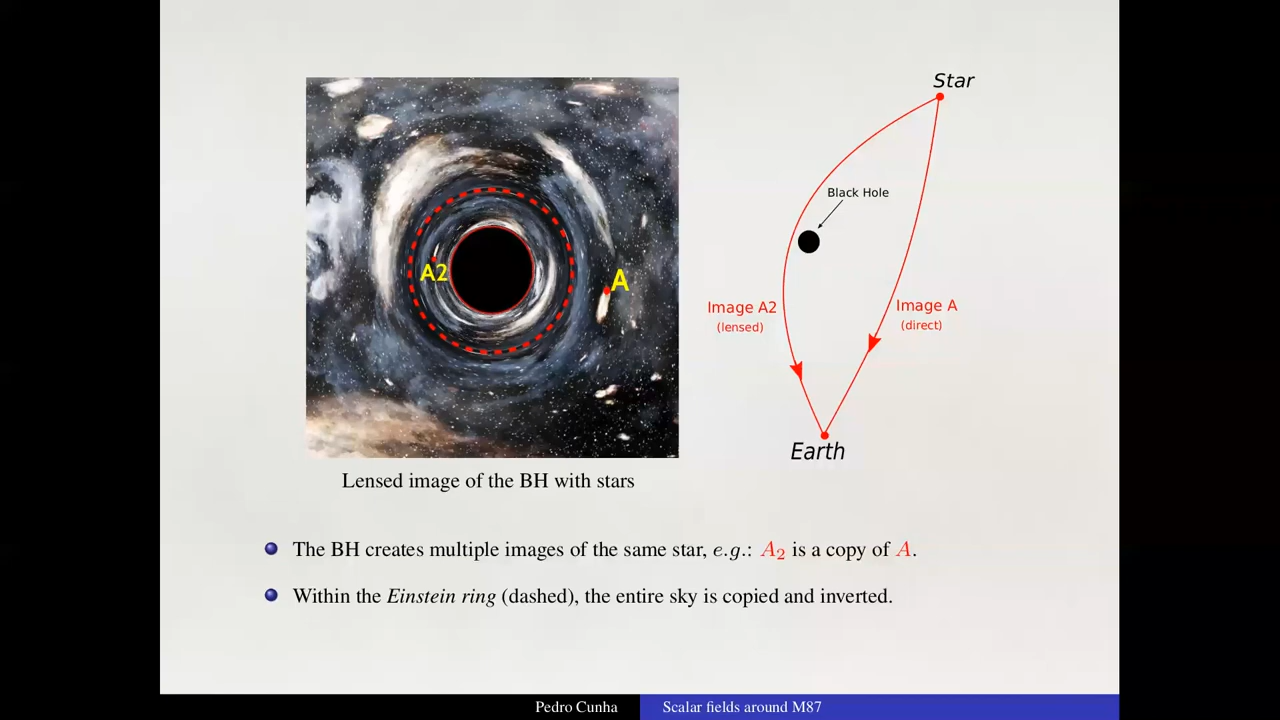 Star
Black Hole
A2
A
Image A2
(lensed)
Image A
(direct)
Earth
Lensed image of the BH with stars
The BH creates multiple images of the same star, e.g.: A₂ is a copy of A.
Within the Einstein ring (dashed), the entire sky is copied and inverted.
Pedro Cunha
Scalar fields around M87